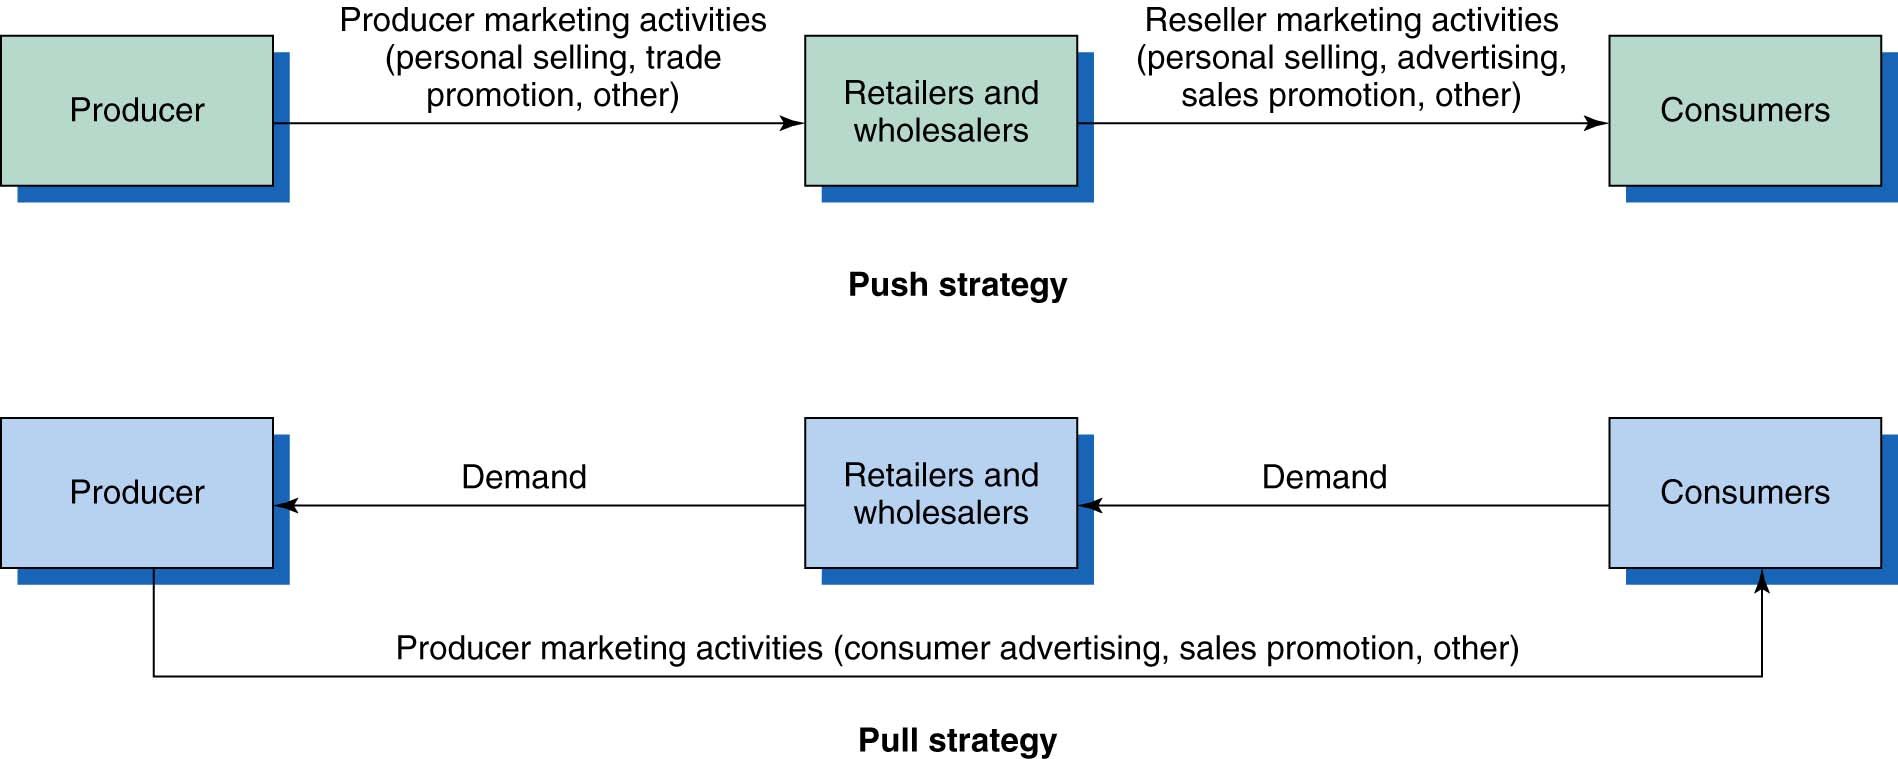 Producer marketing activities
(personal selling, trade
promotion, other)
Reseller marketing activities
(personal selling, advertising,
sales promotion, other)
Producer
Retailers and
wholesalers
Consumers
Push strategy
Producer
Demand
Retailers and
wholesalers
Demand
Consumers
Producer marketing activities (consumer advertising, sales promotion, other)
Pull strategy